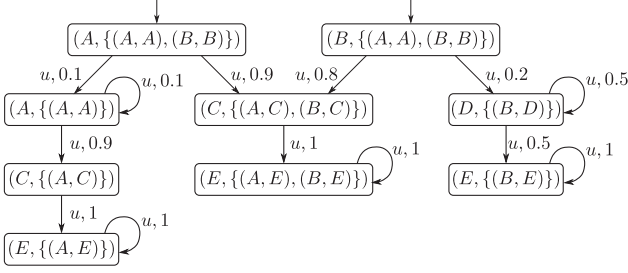 (A, {(A, A), (B, B)}) (B, {(A, A), (B, B)})
u, 0.1 u, 0.1 u, 0.9 u, 0.8 u, 0.2 u, 0.5
(A, {(A, A)}) (C, {(A, C), (B, C)}) (D, {(B, D)})
u, 0.9 u, 1 u, 1 u, 0.5 u, 1
(C, {(A, C)}) (E, {(A, E), (B, E)}) (E, {(B, E)})
u, 1 u, 1
(E, {(A, E)})